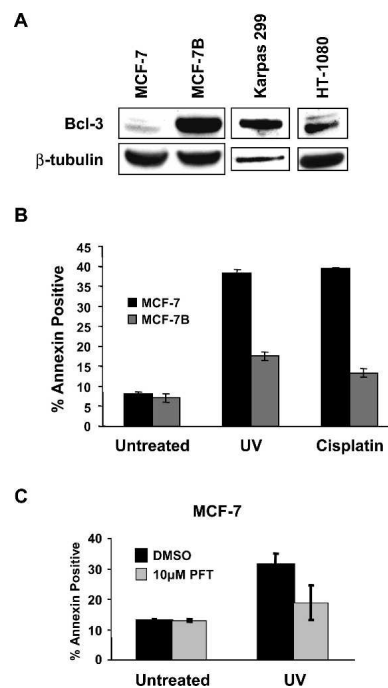 A
MCF-7
MCF-7B
Karpas 299
HT-1080
Bcl-3
β-tubulin
B
% Annexin Positive
45
40
35
30
25
20
15
10
5
0
MCF-7
MCF-7B
Untreated
UV
Cisplatin
C
MCF-7
% Annexin Positive
40
30
20
10
0
DMSO
10µM PFT
Untreated
UV